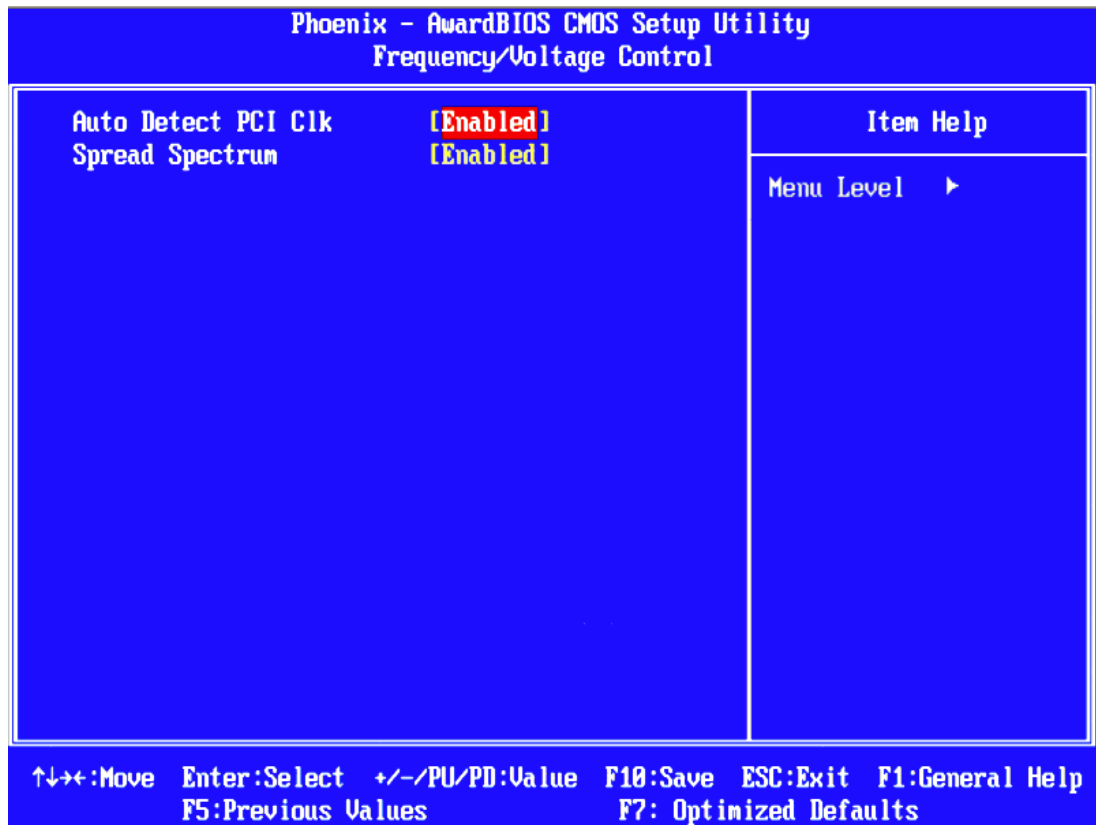 Phoenix - AwardBIOS CMOS Setup Utility
Frequency/Voltage Control
Auto Detect PCI Clk [Enabled]
Spread Spectrum [Enabled]
Item Help
Menu Level ▶
↑↓→←:Move Enter:Select +/-/PU/PD:Value F10:Save ESC:Exit F1:General Help
F5:Previous Values F7: Optimized Defaults